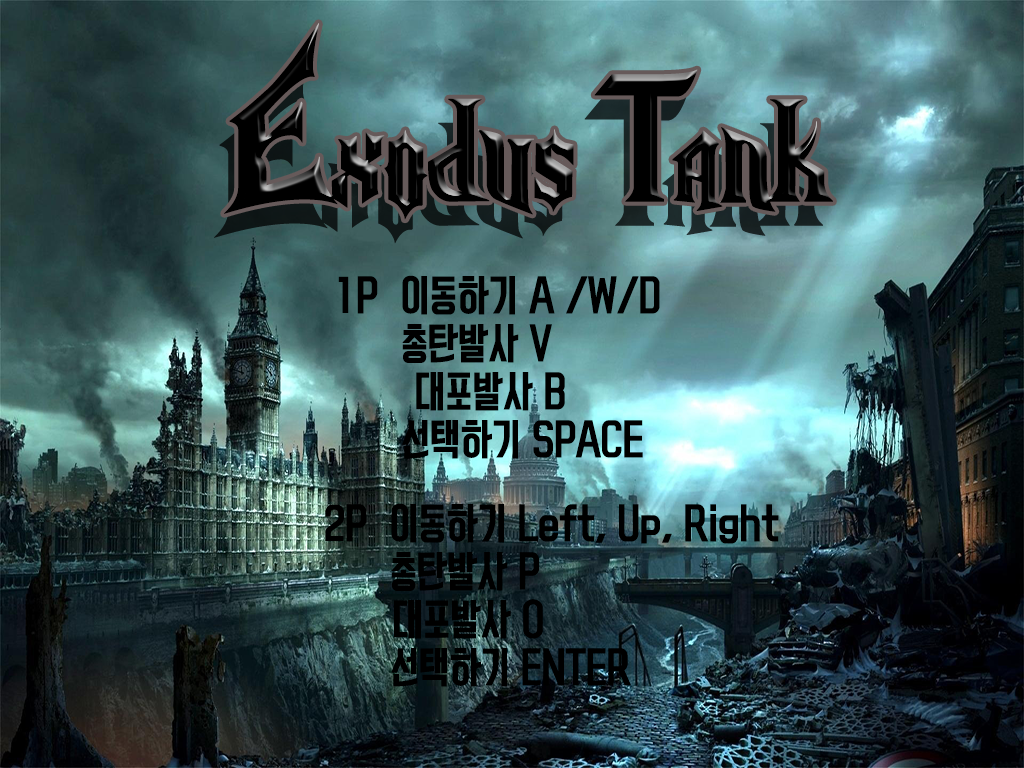 Exodus Tank
1P 이동하기 A /W/D
총탄발사 V
대포발사 B
선택하기 SPACE
2P 이동하기 Left, Up, Right
총탄발사 P
대포발사 O
선택하기 ENTER